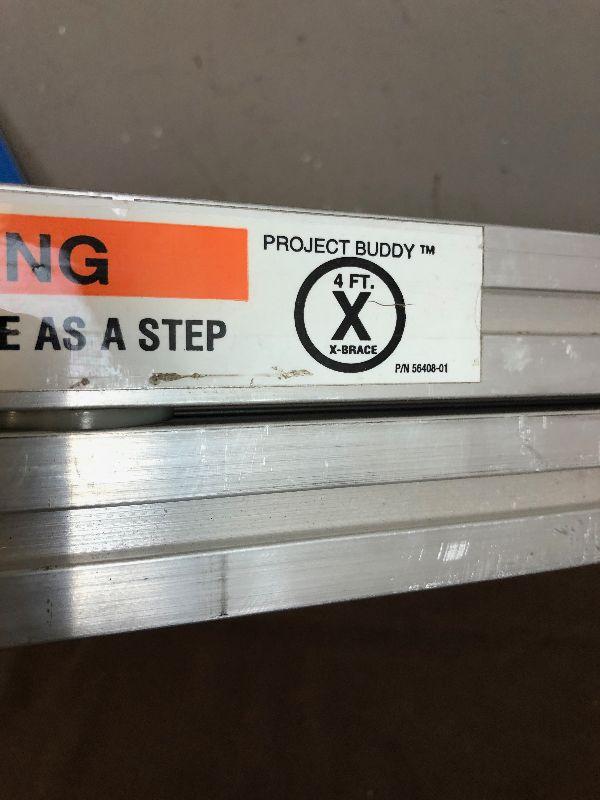 NG
E AS A STEP
PROJECT BUDDY ™
4 FT.
X
X-BRACE
P/N 56408-01